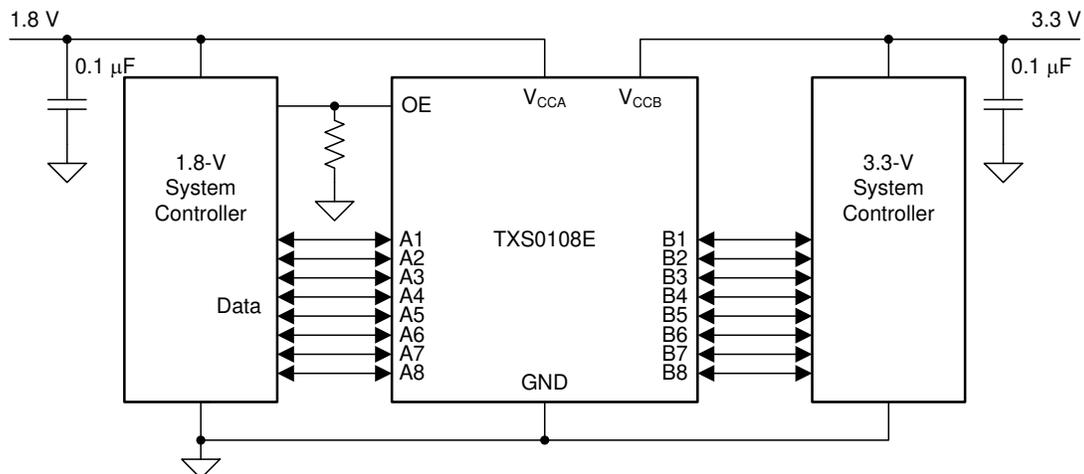 1.8 V
3.3 V
0.1 μF
0.1 μF
OE
VCCA
VCCB
1.8-V
System
Controller
3.3-V
System
Controller
TXS0108E
Data
A1
A2
A3
A4
A5
A6
A7
A8
B1
B2
B3
B4
B5
B6
B7
B8
GND